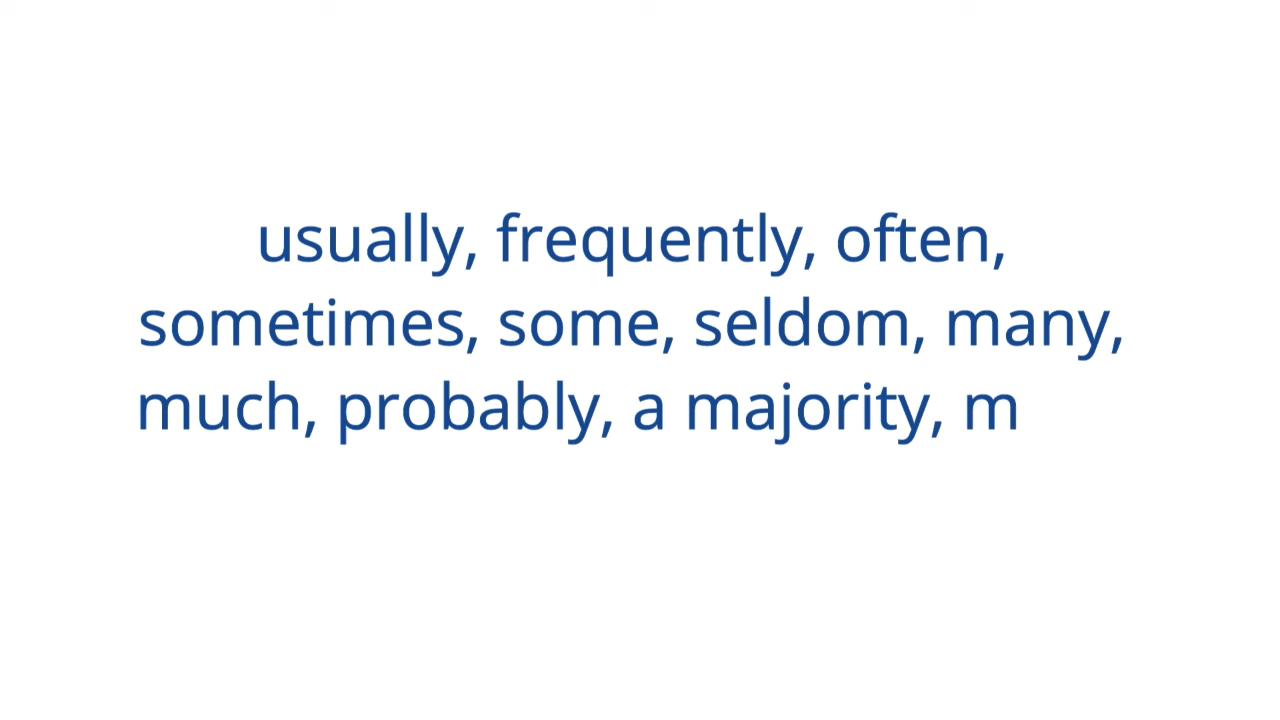 usually, frequently, often,
sometimes, some, seldom, many,
much, probably, a majority, m